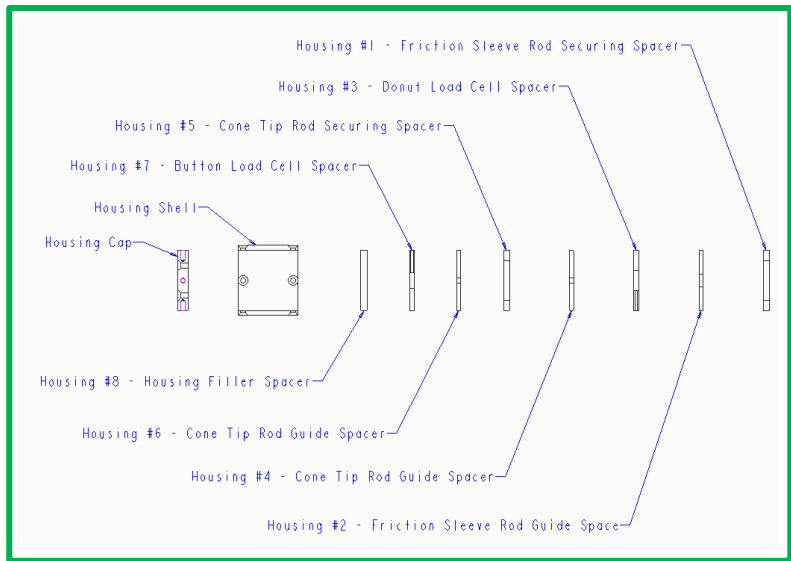 Housing #1 - Friction Sleeve Rod Securing Spacer
Housing #3 - Donut Load Cell Spacer
Housing #5 - Cone Tip Rod Securing Spacer
Housing #7 - Button Load Cell Spacer
Housing Shell
Housing Cap
Housing #8 - Housing Filler Spacer
Housing #6 - Cone Tip Rod Guide Spacer
Housing #4 - Cone Tip Rod Guide Spacer
Housing #2 - Friction Sleeve Rod Guide Space